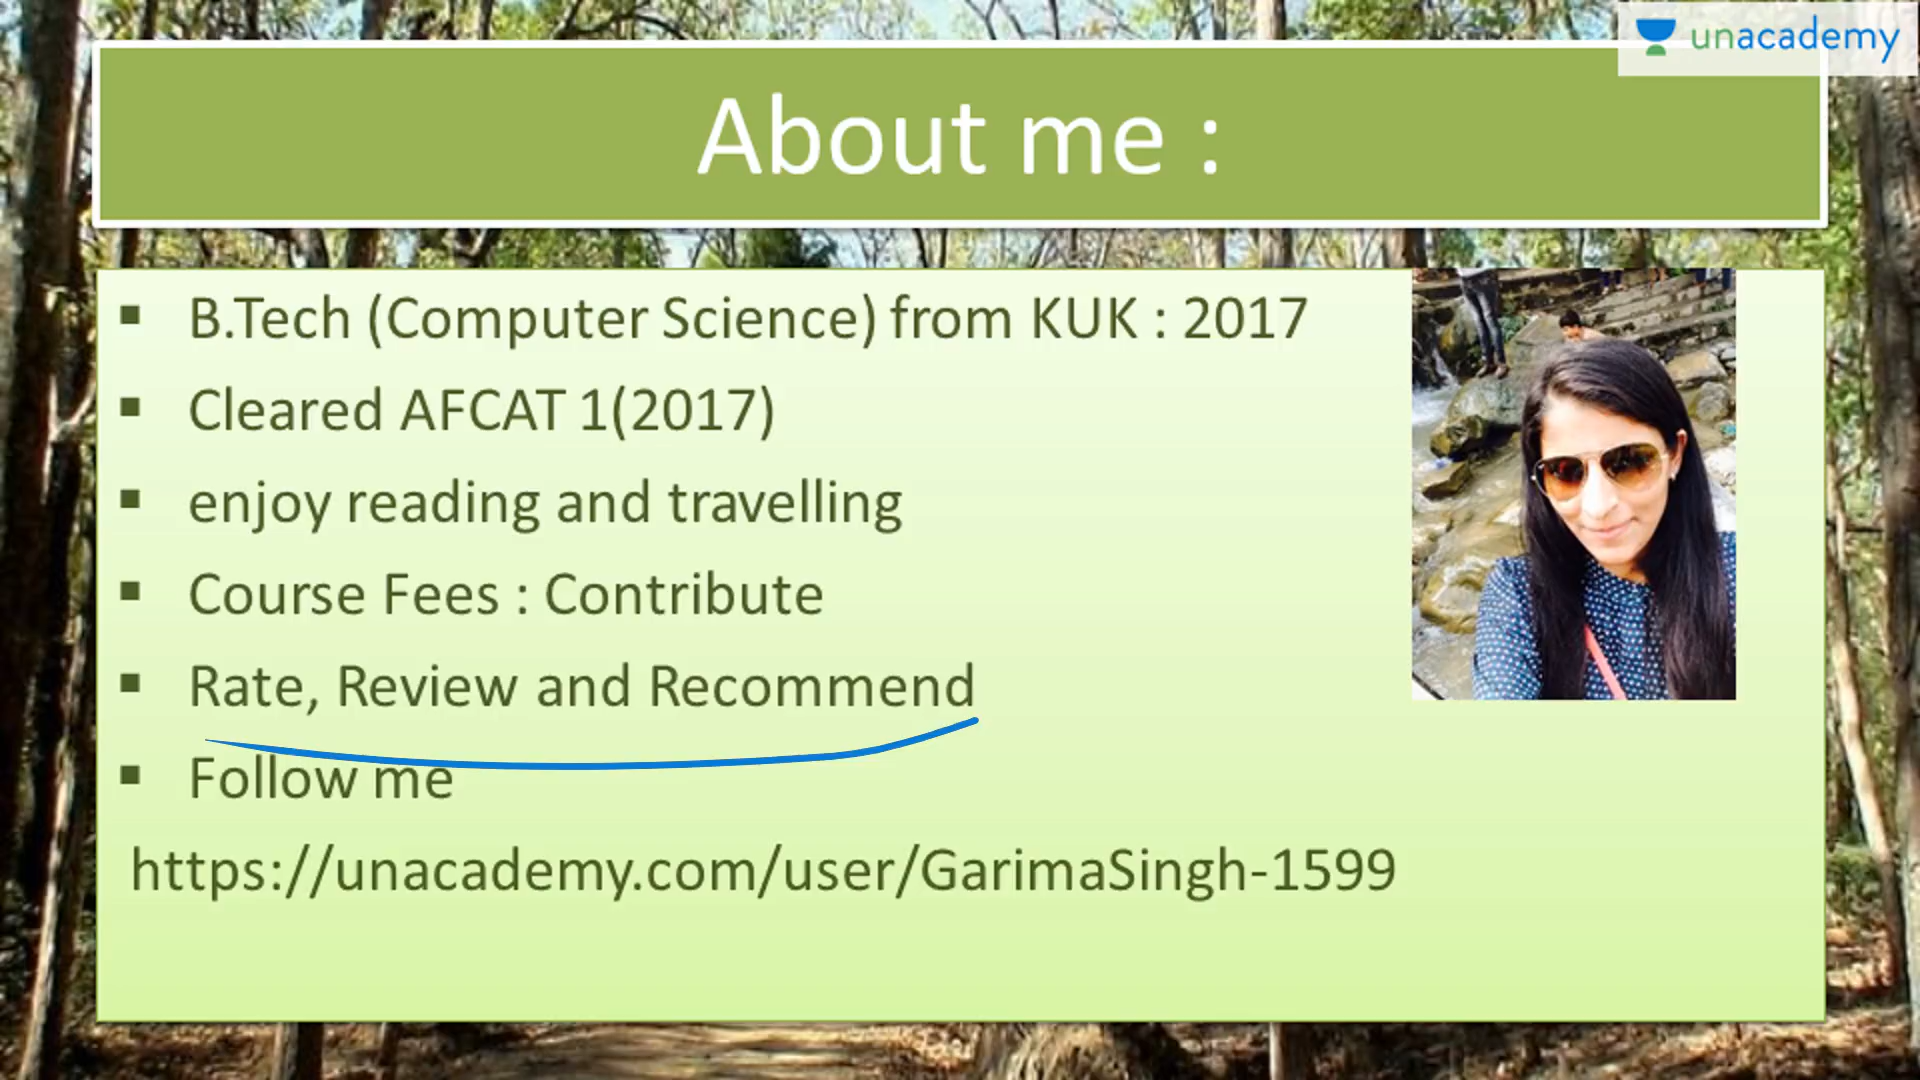 unacademy
About me :
▪ B.Tech (Computer Science) from KUK : 2017
▪ Cleared AFCAT 1(2017)
▪ enjoy reading and travelling
▪ Course Fees : Contribute
▪ Rate, Review and Recommend
▪ Follow me
https://unacademy.com/user/GarimaSingh-1599